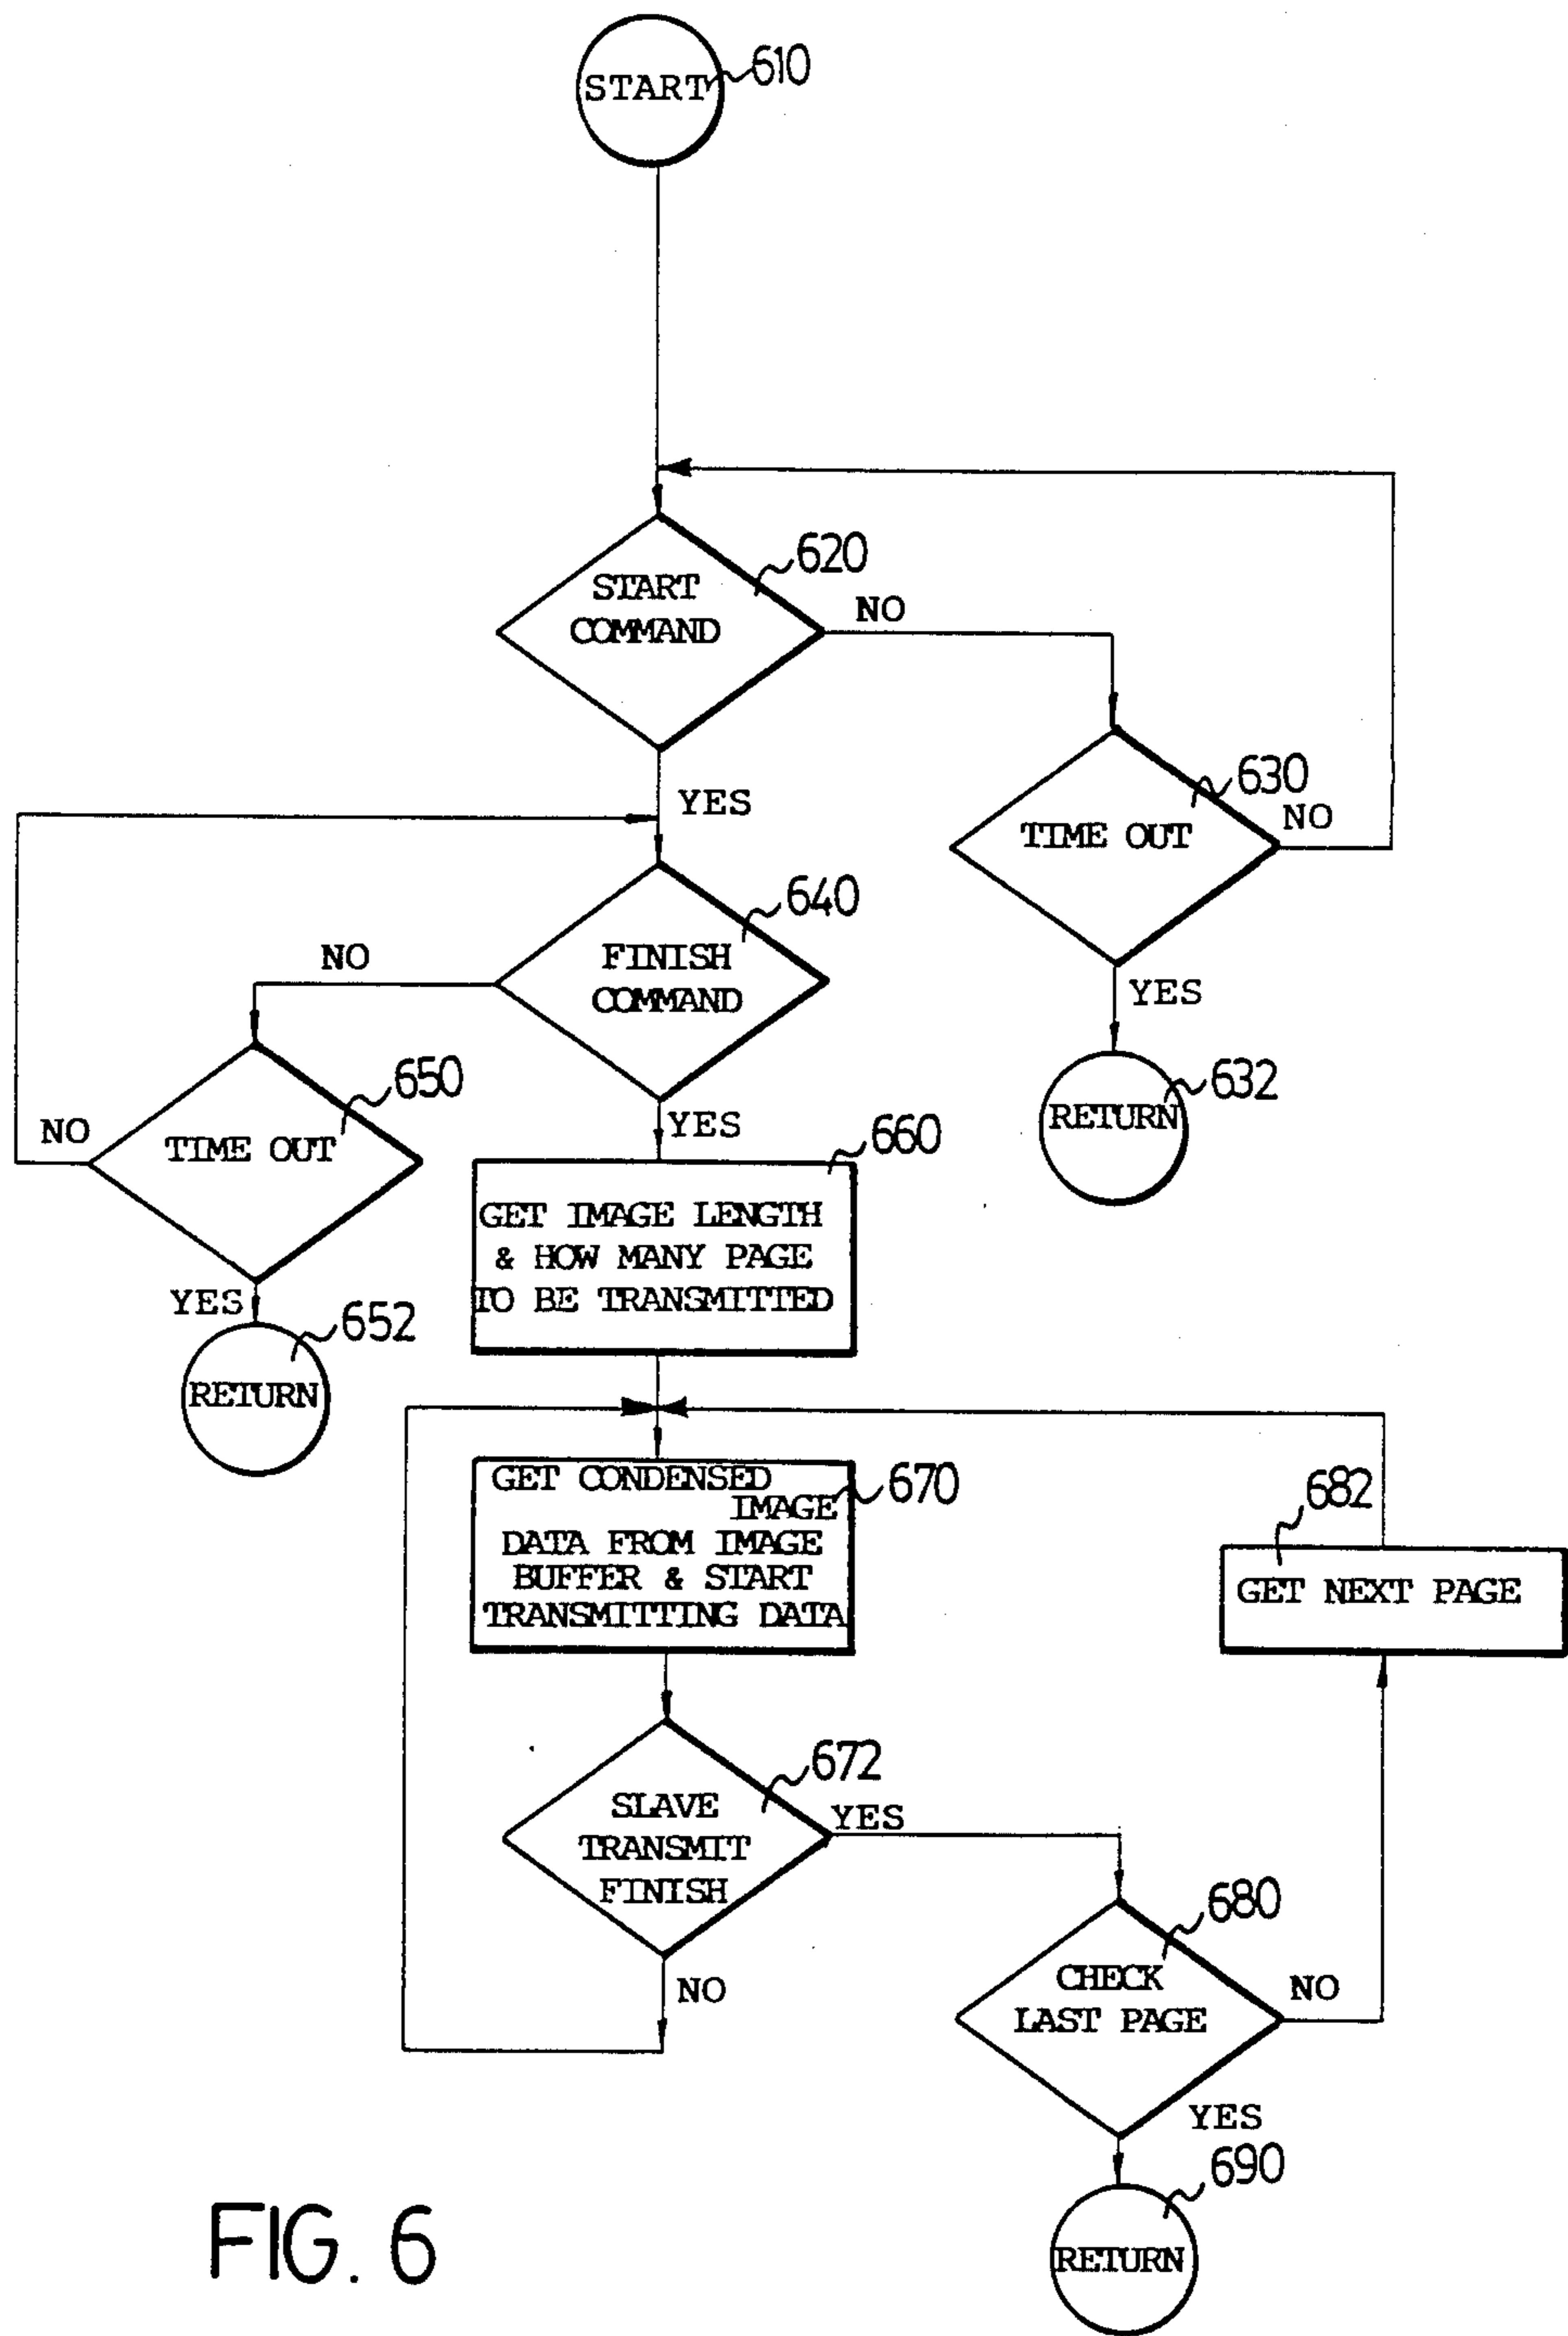 START 610
620
START
COMMAND
NO
630
TIME OUT
NO
YES
640
FINISH
COMMAND
NO
YES
632
RETURN
650
TIME OUT
NO
YES
660
GET IMAGE LENGTH
& HOW MANY PAGE
TO BE TRANSMITTED
YES
652
RETURN
GET CONDENSED
IMAGE 670
DATA FROM IMAGE
BUFFER & START
TRANSMITTING DATA
682
GET NEXT PAGE
672
SLAVE
TRANSMIT
FINISH
YES
NO
680
CHECK
LAST PAGE
NO
YES
690
RETURN
FIG. 6